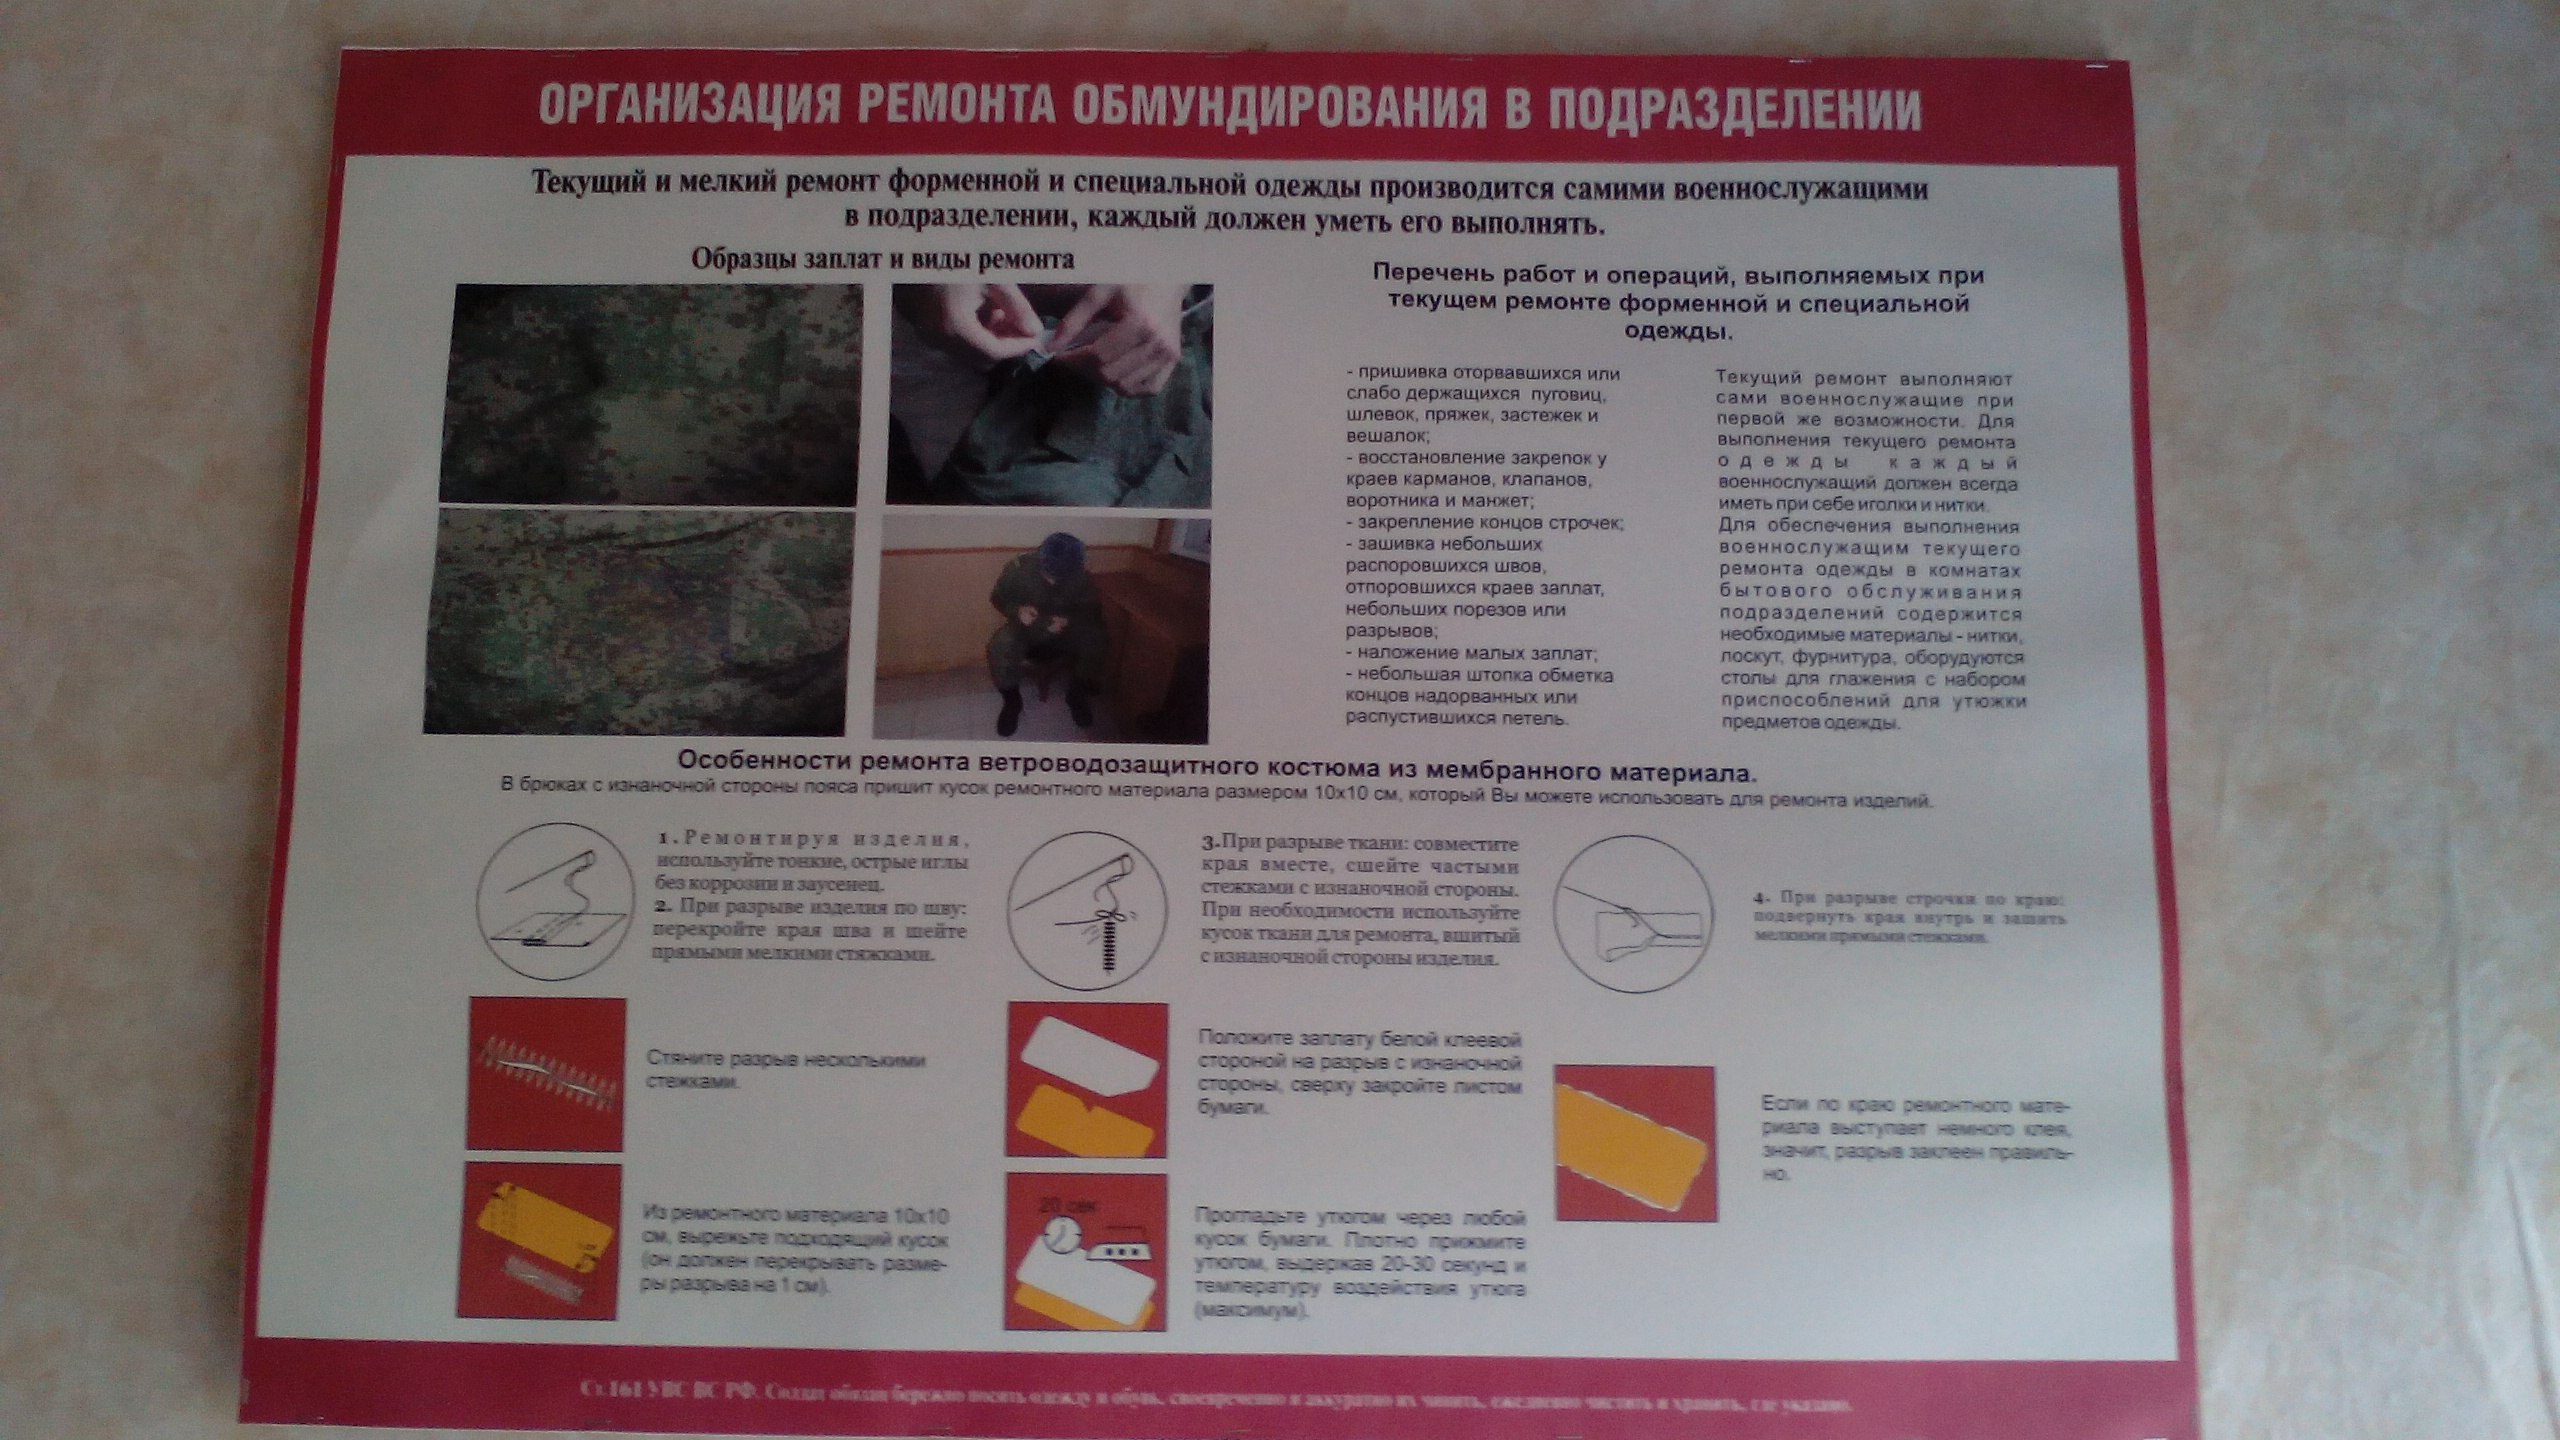 ОРГАНИЗАЦИЯ РЕМОНТА ОБМУНДИРОВАНИЯ В ПОДРАЗДЕЛЕНИИ
Текущий и мелкий ремонт форменной и специальной одежды производится самими военнослужащими
в подразделении, каждый должен уметь его выполнять.
Образцы заплат и виды ремонта
Перечень работ и операций, выполняемых при
текущем ремонте форменной и специальной
одежды.
- пришивка оторвавшихся или
слабо держащихся пуговиц,
шлевок, пряжек, застежек и
вешалок;
- восстановление закрепок у
краев карманов, клапанов,
воротника и манжет;
- закрепление концов строчек;
- зашивка небольших
распоровшихся швов,
отпоровшихся краев заплат,
небольших порезов или
разрывов;
- наложение малых заплат;
- небольшая штопка обметка
концов надорванных или
распустившихся петель.
Текущий ремонт выполняют
сами военнослужащие при
первой же возможности. Для
выполнения текущего ремонта
одежды каждый
военнослужащий должен всегда
иметь при себе иголки и нитки.
Для обеспечения выполнения
военнослужащим текущего
ремонта одежды в комнатах
бытового обслуживания
подразделений содержится
необходимые материалы - нитки,
лоскут, фурнитура, оборудуются
столы для глажения с набором
приспособлений для утюжки
предметов одежды.
Особенности ремонта ветроводозащитного костюма из мембранного материала.
В брюках с изнаночной стороны пояса пришит кусок ремонтного материала размером 10х10 см, который Вы можете использовать для ремонта изделий.
1. Ремонтируя изделия,
используйте тонкие, острые иглы
без коррозии и заусенец.
2. При разрыве изделия по шву:
перекройте края шва и шейте
прямыми мелкими стяжками.
3.При разрыве ткани: совместите
края вместе, сшейте частыми
стежками с изнаночной стороны.
При необходимости используйте
кусок ткани для ремонта, вшитый
с изнаночной стороны изделия.
4. При разрыве строчки по краю:
подвернуть края внутрь и зашить
мелкими прямыми стежками.
Стяните разрыв несколькими
стежками.
Из ремонтного материала 10х10
см, вырежьте подходящий кусок
(он должен перекрывать разме-
ры разрыва на 1 см).
Положите заплату белой клеевой
стороной на разрыв с изнаночной
стороны, сверху закройте листом
бумаги.
20 сек
Прогладьте утюгом через любой
кусок бумаги. Плотно прижмите
утюгом, выдержав 20-30 секунд и
температуру воздействия утюга
(максимум).
Если по краю ремонтного мате-
риала выступает немного клея,
значит, разрыв заклеен правиль-
но.
Ст.161 УВС ВС РФ. Солдат обязан бережно носить одежду и обувь, своевременно и аккуратно их чинить, ежедневно чистить и хранить, где указано.